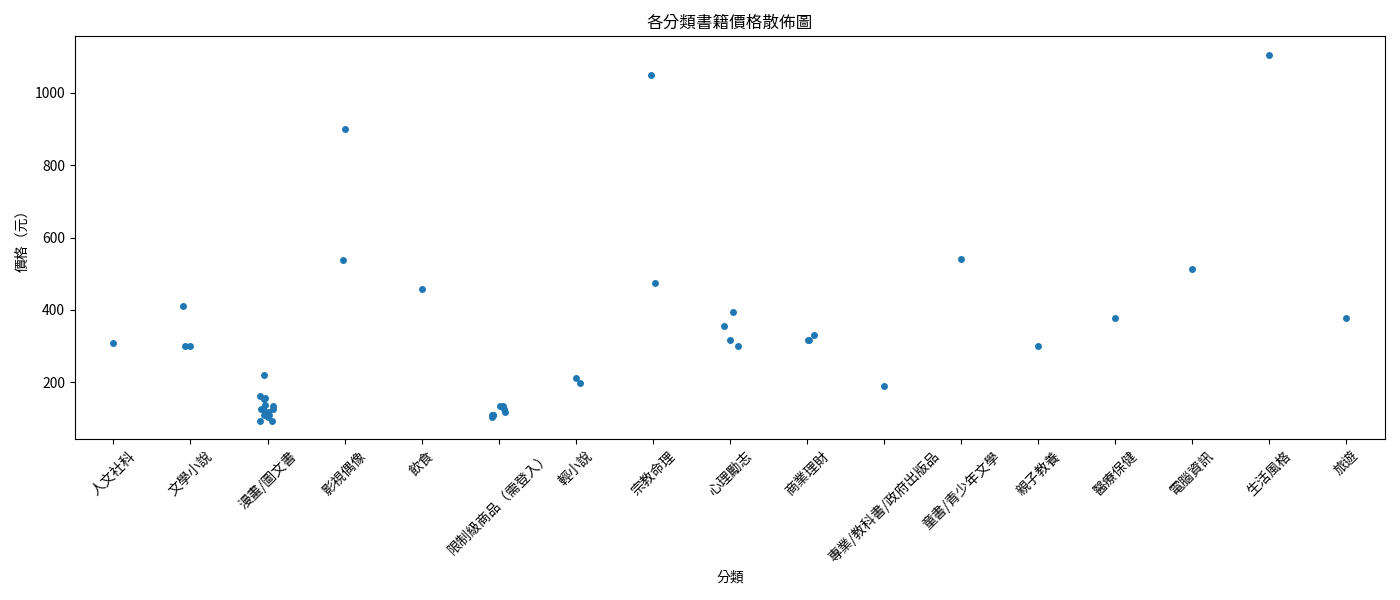 各分類書籍價格散佈圖
價格（元）
1000
800
600
400
200
人文社科
文學小說
漫畫/圖文書
影視偶像
飲食
限制級商品（需登入）
輕小說
宗教命理
心理勵志
商業理財
專業/教科書/政府出版品
童書/青少年文學
親子教養
醫療保健
電腦資訊
生活風格
旅遊
分類